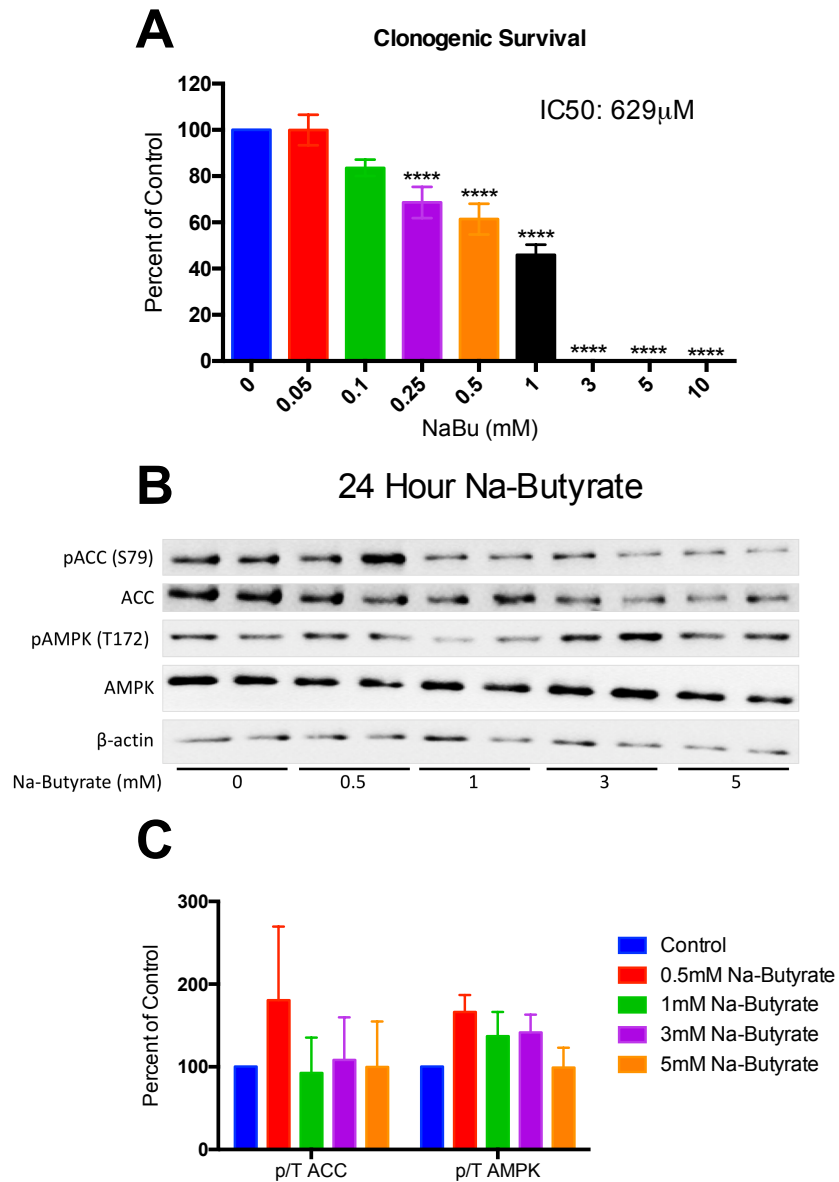 A
Clonogenic Survival
IC50: 629μM
Percent of Control
120
100
80
60
40
20
0
**** **** **** **** **** ****
0 0.05 0.1 0.25 0.5 1 3 5 10
NaBu (mM)
B
24 Hour Na-Butyrate
pACC (S79)
ACC
pAMPK (T172)
AMPK
β-actin
Na-Butyrate (mM) 0 0.5 1 3 5
C
Percent of Control
300
200
100
0
p/T ACC p/T AMPK
Control
0.5mM Na-Butyrate
1mM Na-Butyrate
3mM Na-Butyrate
5mM Na-Butyrate